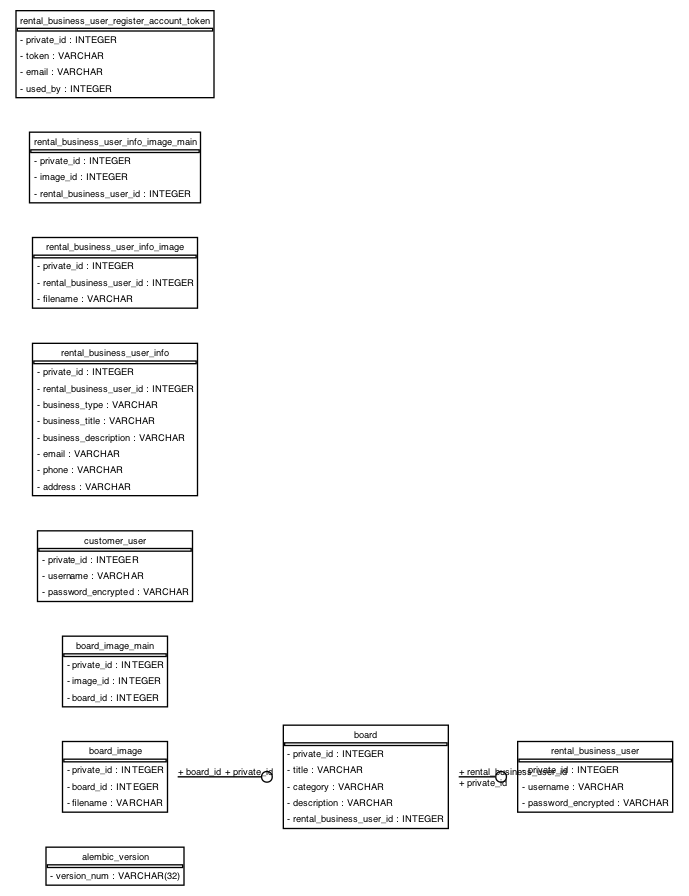 rental_business_user_register_account_token
- private_id : INTEGER
- token : VARCHAR
- email : VARCHAR
- used_by : INTEGER
rental_business_user_info_image_main
- private_id : INTEGER
- image_id : INTEGER
- rental_business_user_id : INTEGER
rental_business_user_info_image
- private_id : INTEGER
- rental_business_user_id : INTEGER
- filename : VARCHAR
rental_business_user_info
- private_id : INTEGER
- rental_business_user_id : INTEGER
- business_type : VARCHAR
- business_title : VARCHAR
- business_description : VARCHAR
- email : VARCHAR
- phone : VARCHAR
- address : VARCHAR
customer_user
- private_id : INTEGER
- username : VARCHAR
- password_encrypted : VARCHAR
board_image_main
- private_id : INTEGER
- image_id : INTEGER
- board_id : INTEGER
board_image
- private_id : INTEGER
- board_id : INTEGER
- filename : VARCHAR
+ board_id + private_id
board
- private_id : INTEGER
- title : VARCHAR
- category : VARCHAR
- description : VARCHAR
- rental_business_user_id : INTEGER
+ rental_business_user_id
+ private_id
rental_business_user
- private_id : INTEGER
- username : VARCHAR
- password_encrypted : VARCHAR
alembic_version
- version_num : VARCHAR(32)